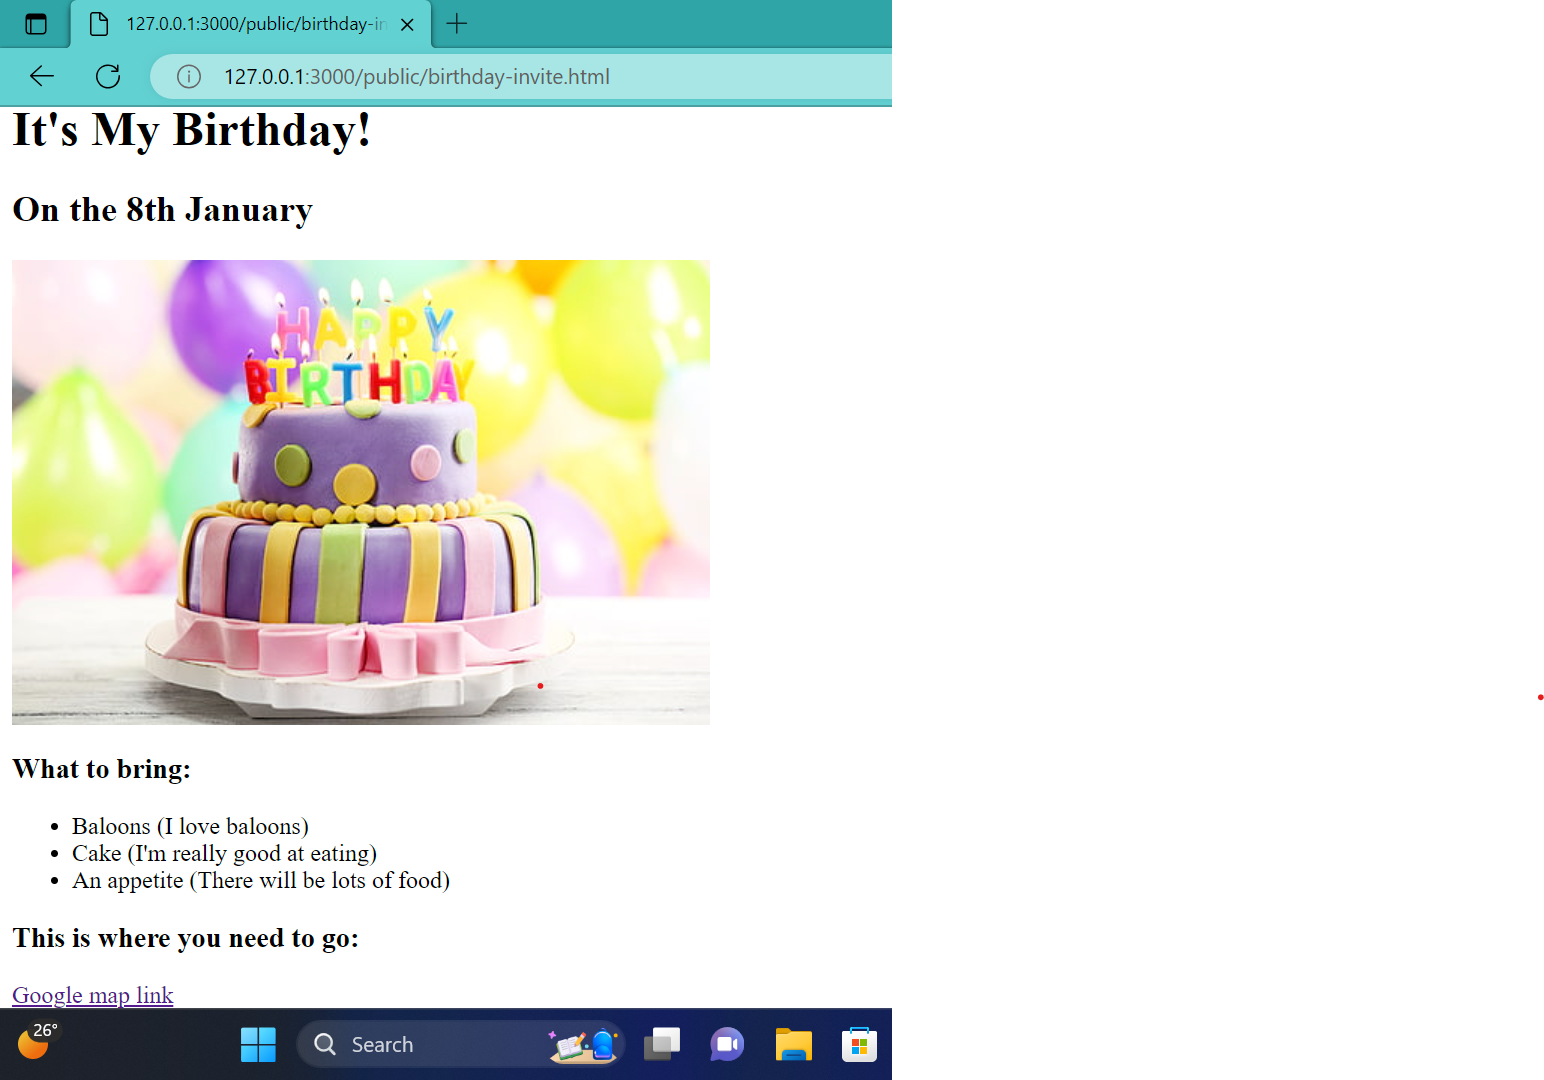 127.0.0.1:3000/public/birthday-in
127.0.0.1:3000/public/birthday-invite.html
It's My Birthday!
On the 8th January
HAPPY
BIRTHDAY
What to bring:
Baloons (I love baloons)
Cake (I'm really good at eating)
An appetite (There will be lots of food)
This is where you need to go:
Google map link
26°
Search